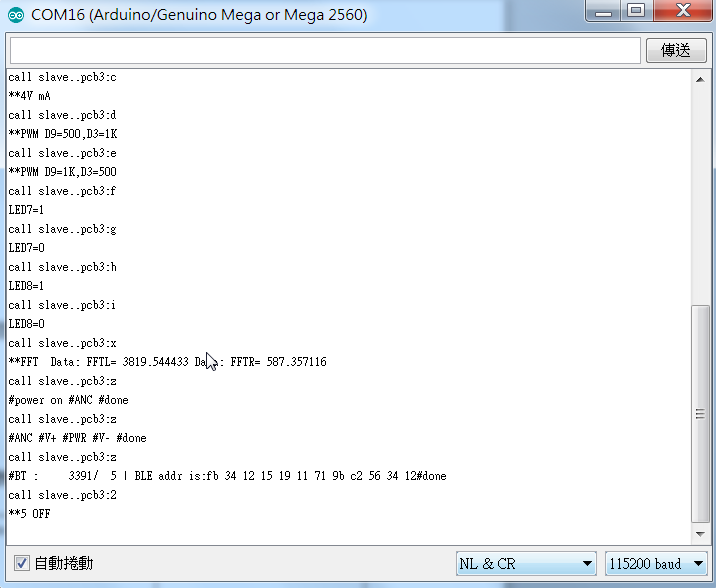 COM16 (Arduino/Genuino Mega or Mega 2560)
傳送
call slave..pcb3:c
**4V mA
call slave..pcb3:d
**PWM D9=500,D3=1K
call slave..pcb3:e
**PWM D9=1K,D3=500
call slave..pcb3:f
LED7=1
call slave..pcb3:g
LED7=0
call slave..pcb3:h
LED8=1
call slave..pcb3:i
LED8=0
call slave..pcb3:x
**FFT  Data: FFTL= 3819.544433 : FFTR= 587.357116
call slave..pcb3:z
#power on #ANC #done
call slave..pcb3:z
#ANC #V+ #PWR #V- #done
call slave..pcb3:z
#BT :    3391/  5 | BLE addr is:fb 34 12 15 19 11 71 9b c2 56 34 12#done
call slave..pcb3:2
**5 OFF
自動捲動
NL & CR
115200 baud